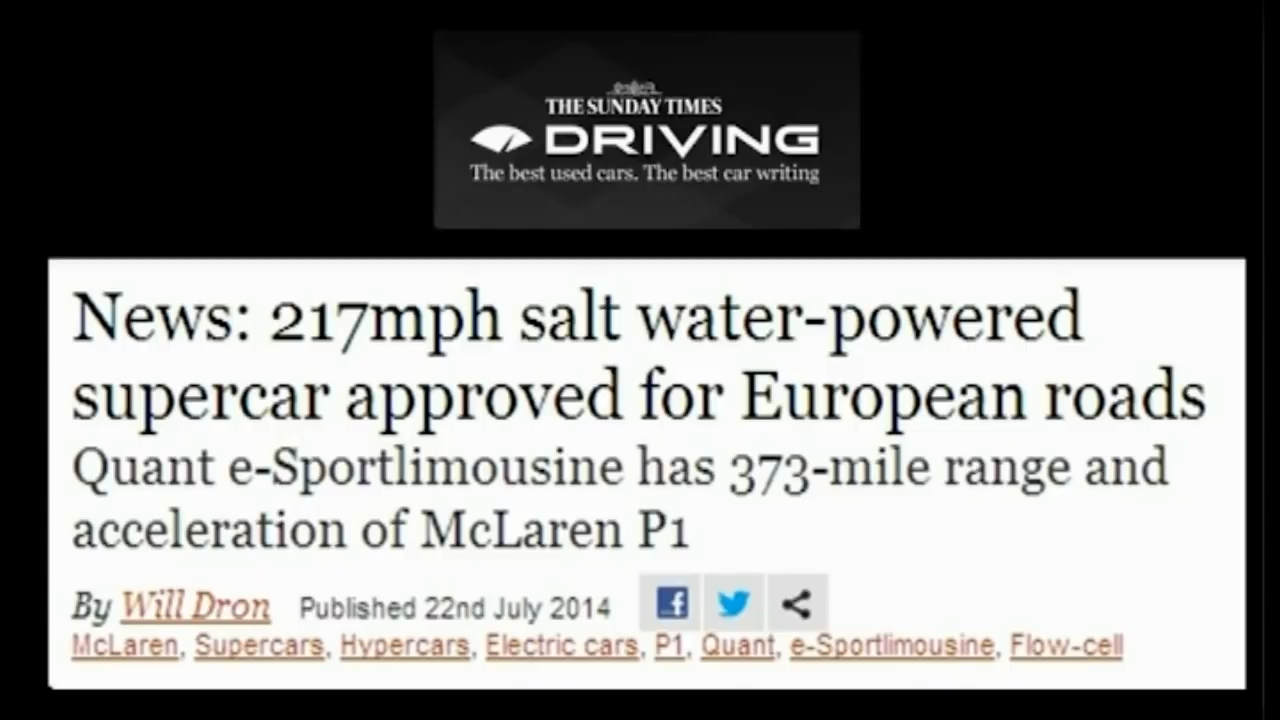 THE SUNDAY TIMES
DRIVING
The best used cars. The best car writing
News: 217mph salt water-powered
supercar approved for European roads
Quant e-Sportlimousine has 373-mile range and
acceleration of McLaren P1
By Will Dron Published 22nd July 2014
McLaren, Supercars, Hypercars, Electric cars, P1, Quant, e-Sportlimousine, Flow-cell